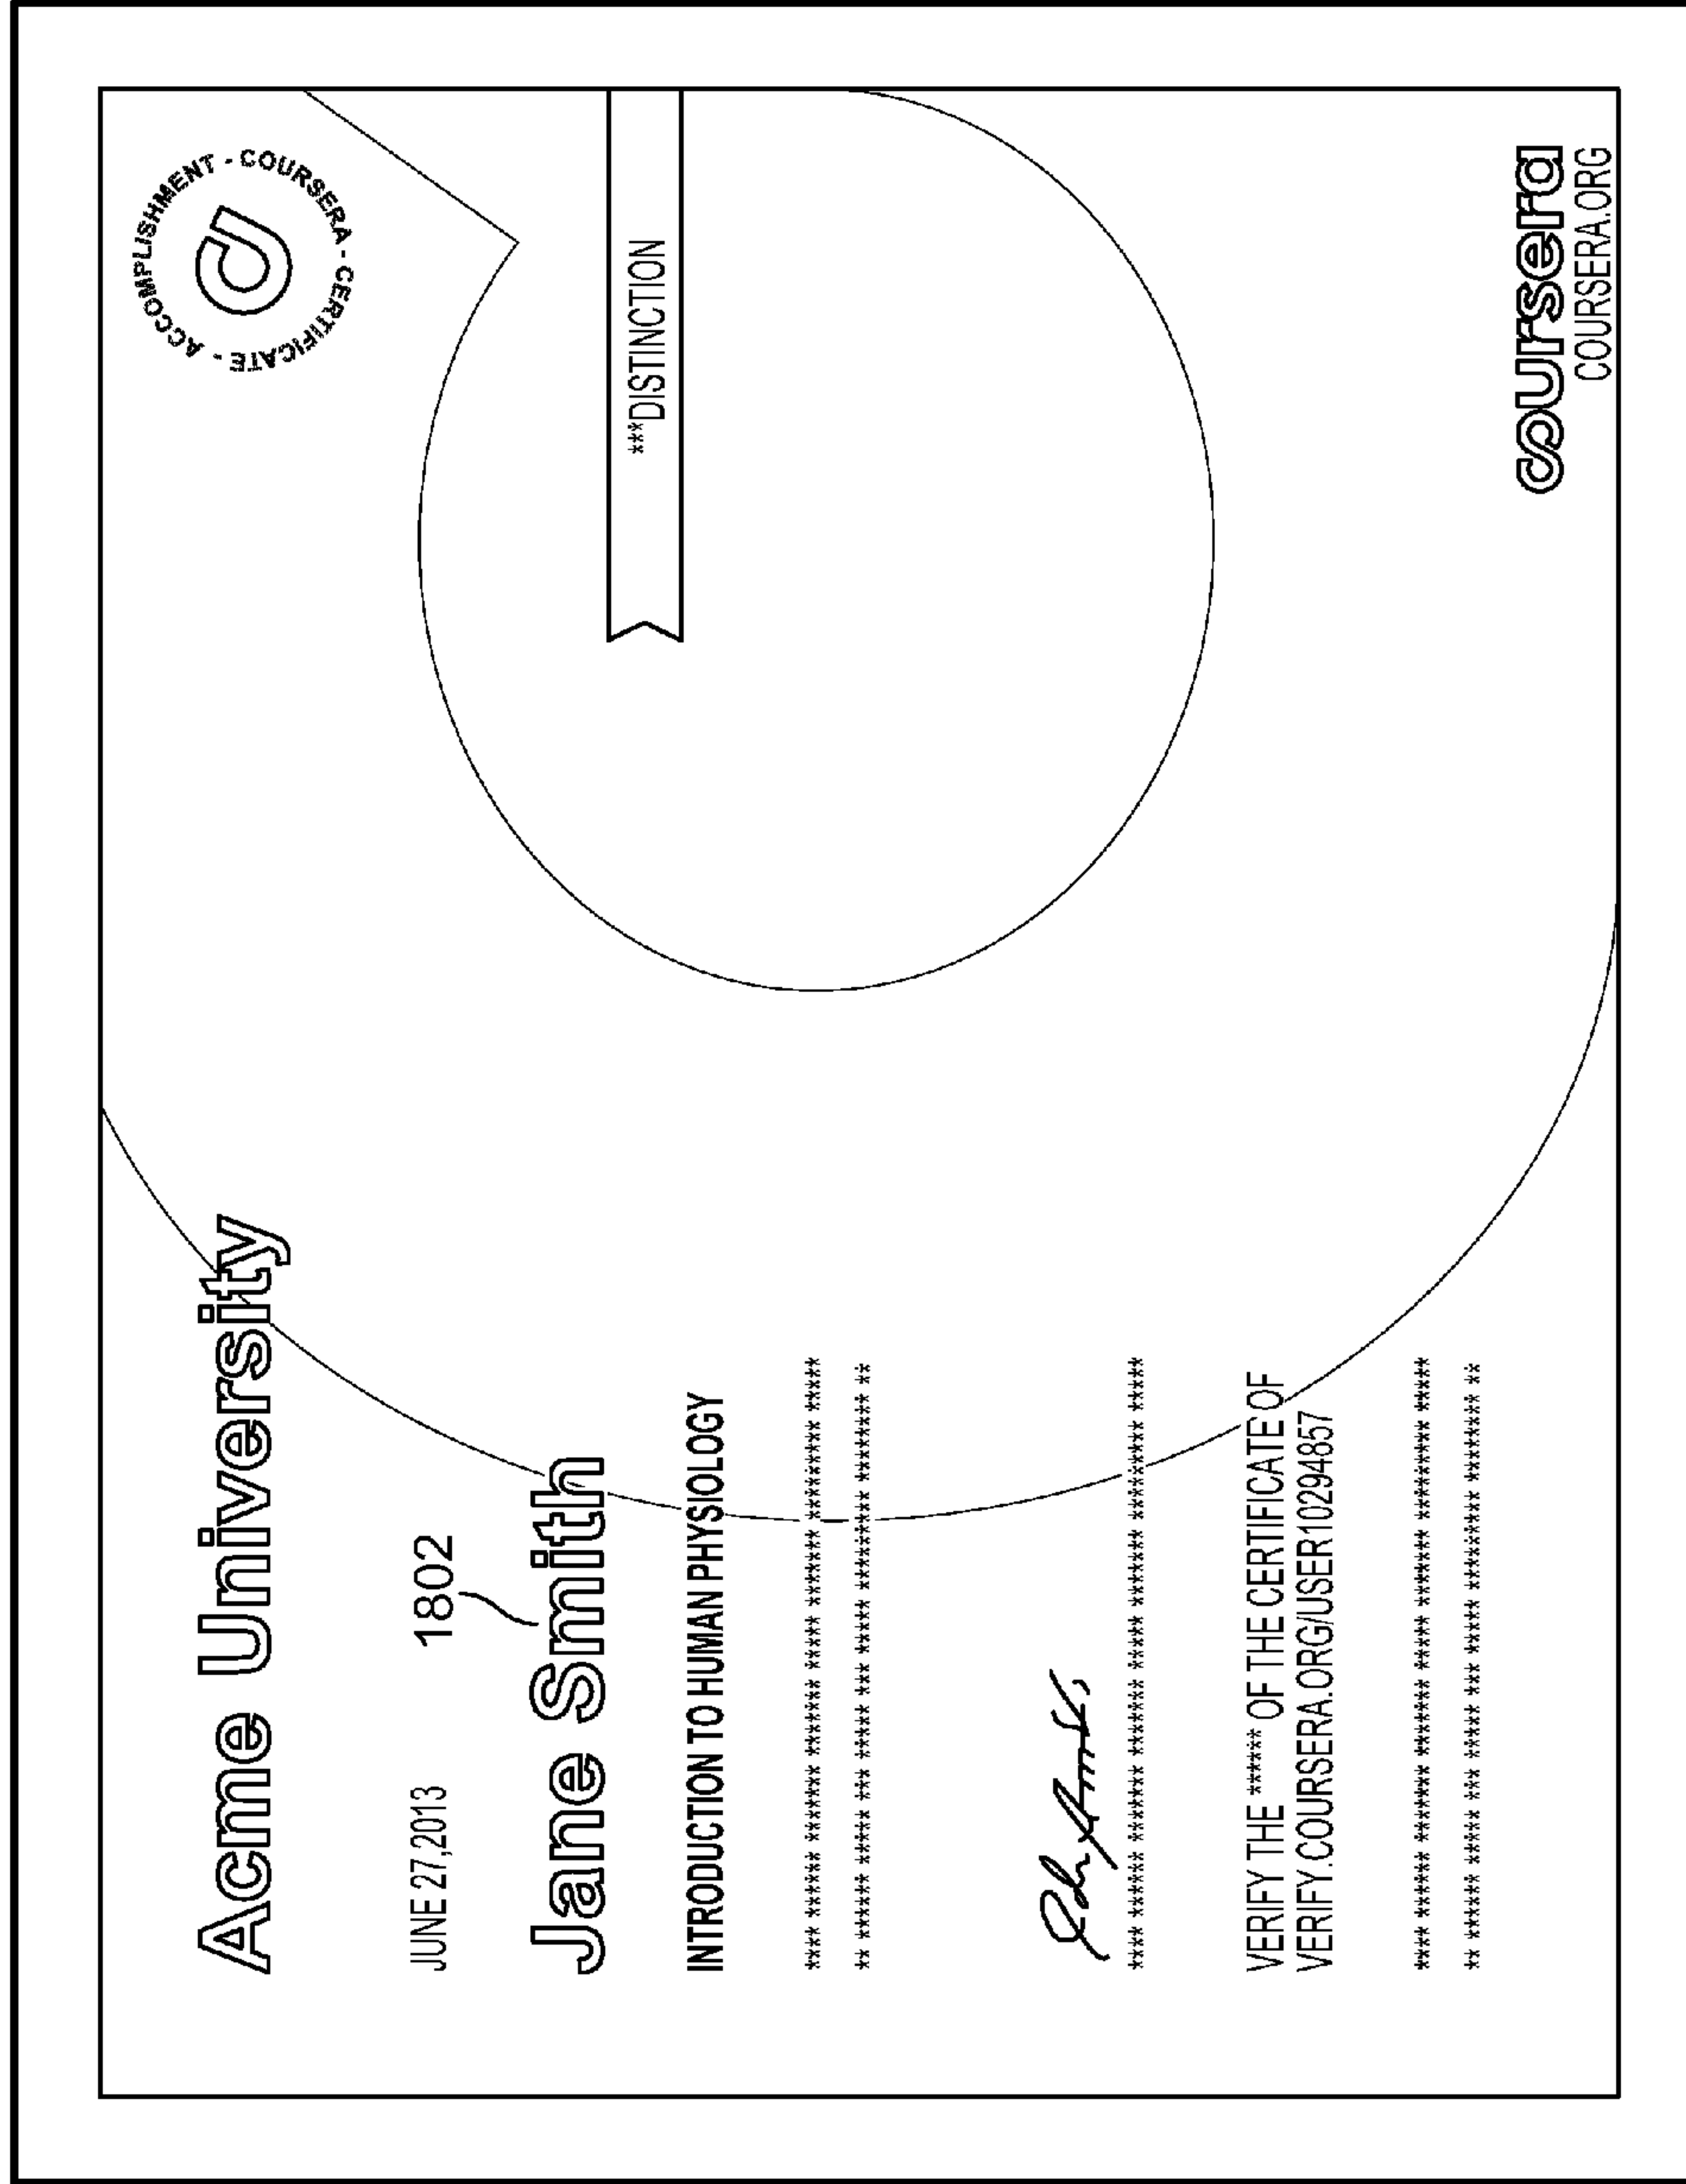 Acme University
COURSERA - CERTIFICATE - ACCOMPLISHMENT -
JUNE 27,2013
1802
Jane Smith
***DISTINCTION
INTRODUCTION TO HUMAN PHYSIOLOGY
VERIFY THE ****** OF THE CERTIFICATE OF
VERIFY.COURSERA.ORG/USER10294857
coursera
COURSERA.ORG